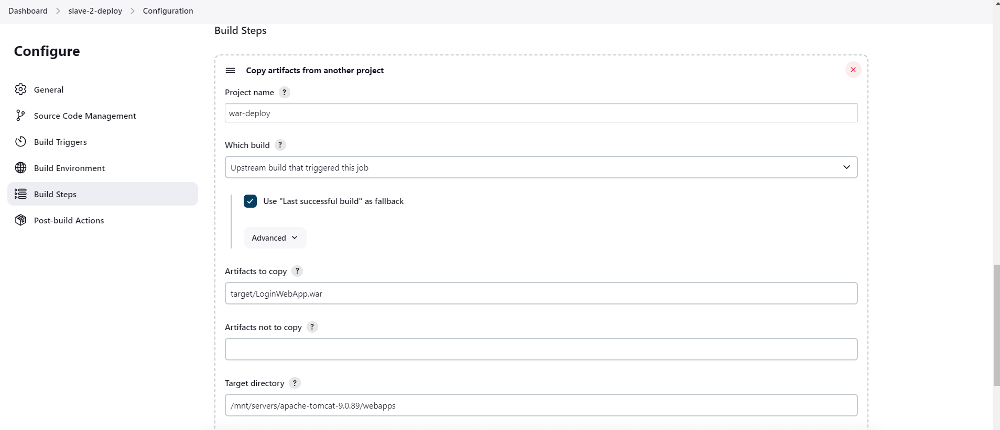 Dashboard > slave-2-deploy > Configuration
Configure
General
Source Code Management
Build Triggers
Build Environment
Build Steps
Post-build Actions
Build Steps
Copy artifacts from another project
Project name ?
war-deploy
Which build ?
Upstream build that triggered this job
Use "Last successful build" as fallback
Advanced
Artifacts to copy ?
target/LoginWebApp.war
Artifacts not to copy ?
Target directory ?
/mnt/servers/apache-tomcat-9.0.89/webapps